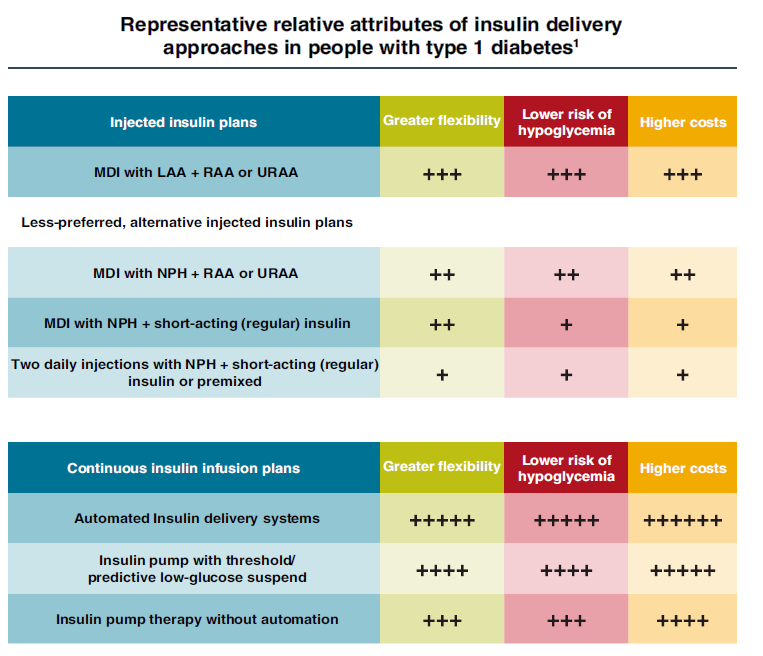 Representative relative attributes of insulin delivery
approaches in people with type 1 diabetes¹
Injected insulin plans
Greater flexibility
Lower risk of
hypoglycemia
Higher costs
MDI with LAA + RAA or URAA
+++
+++
+++
Less-preferred, alternative injected insulin plans
MDI with NPH + RAA or URAA
++
++
++
MDI with NPH + short-acting (regular) insulin
++
+
+
Two daily injections with NPH + short-acting (regular)
insulin or premixed
+
+
+
Continuous insulin infusion plans
Greater flexibility
Lower risk of
hypoglycemia
Higher costs
Automated Insulin delivery systems
+++++
+++++
++++++
Insulin pump with threshold/
predictive low-glucose suspend
++++
++++
+++++
Insulin pump therapy without automation
+++
+++
++++